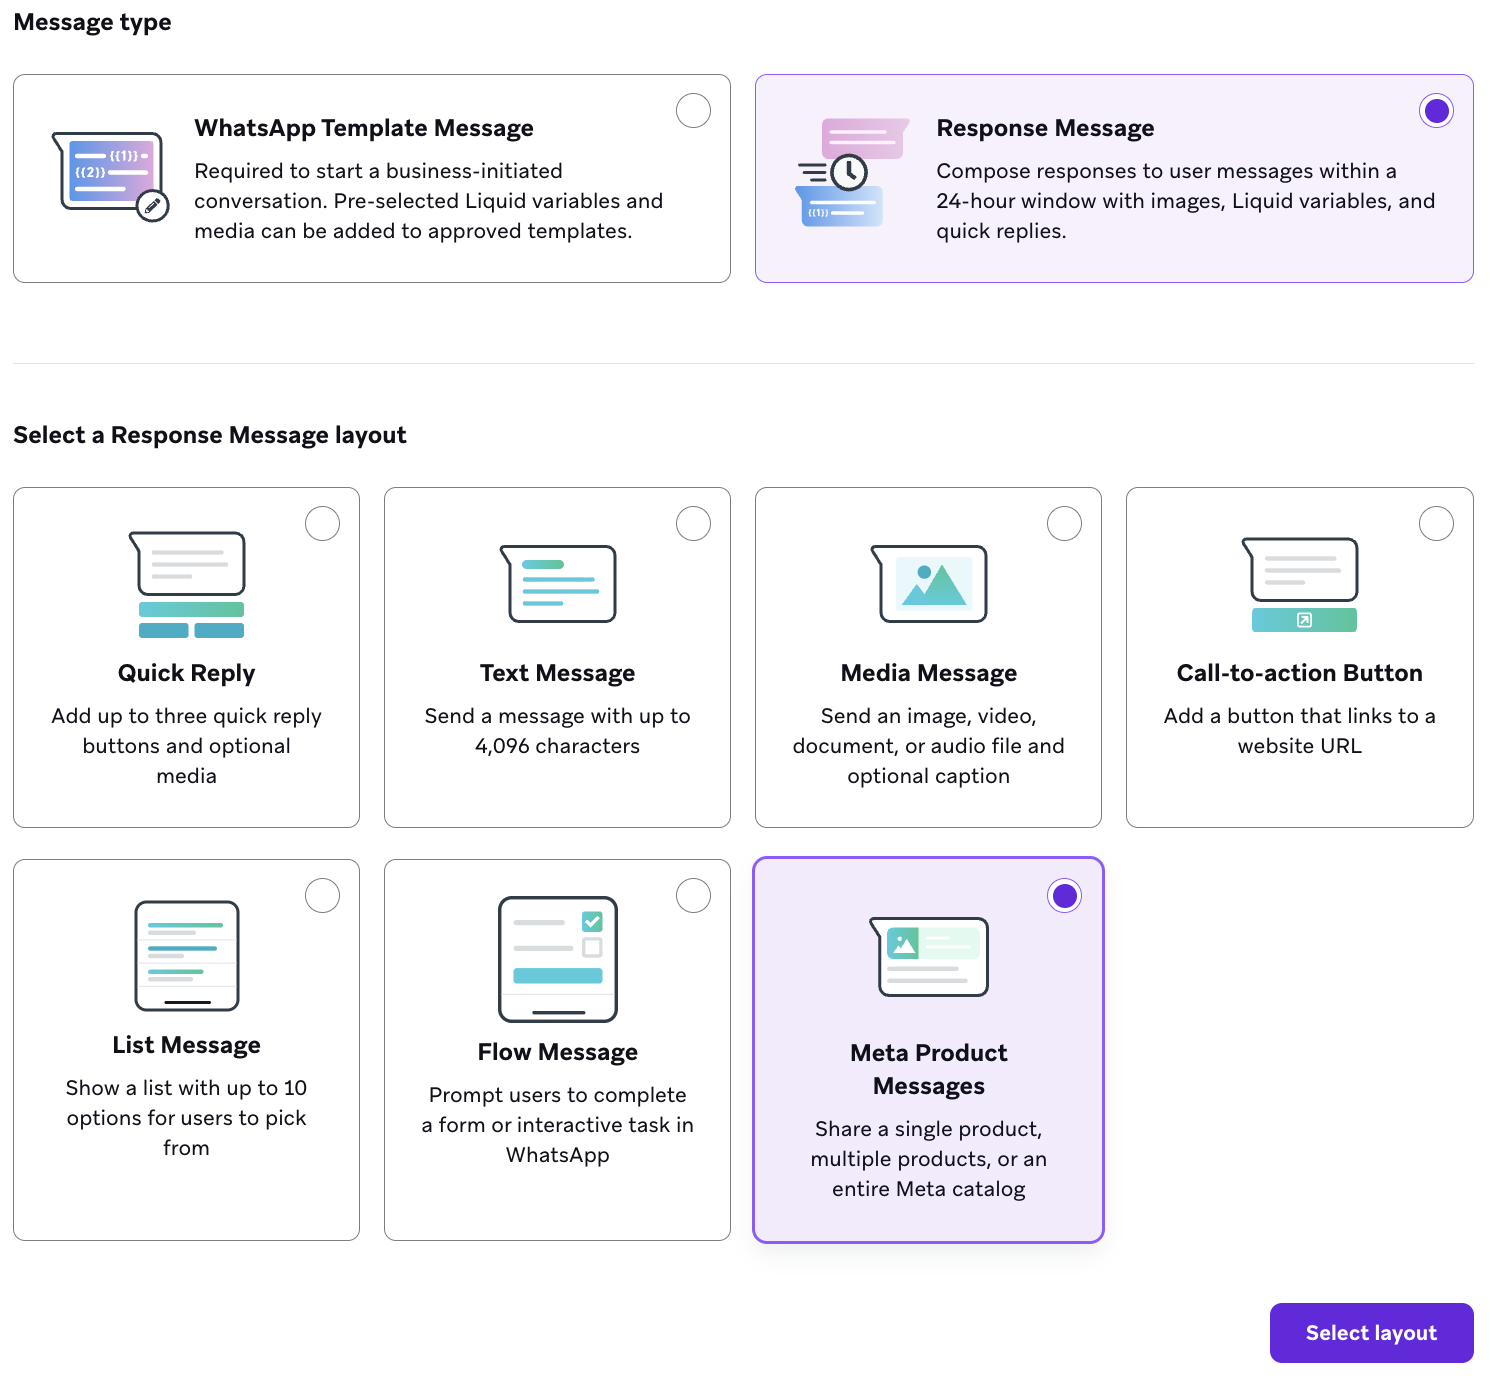 Message type
WhatsApp Template Message
Required to start a business-initiated
conversation. Pre-selected Liquid variables and
media can be added to approved templates.
{{1}}
{{2}}
Response Message
Compose responses to user messages within a
24-hour window with images, Liquid variables, and
quick replies.
{{1}}
Select a Response Message layout
Quick Reply
Add up to three quick reply
buttons and optional
media
Text Message
Send a message with up to
4,096 characters
Media Message
Send an image, video,
document, or audio file and
optional caption
Call-to-action Button
Add a button that links to a
website URL
List Message
Show a list with up to 10
options for users to pick
from
Flow Message
Prompt users to complete
a form or interactive task in
WhatsApp
Meta Product
Messages
Share a single product,
multiple products, or an
entire Meta catalog
Select layout